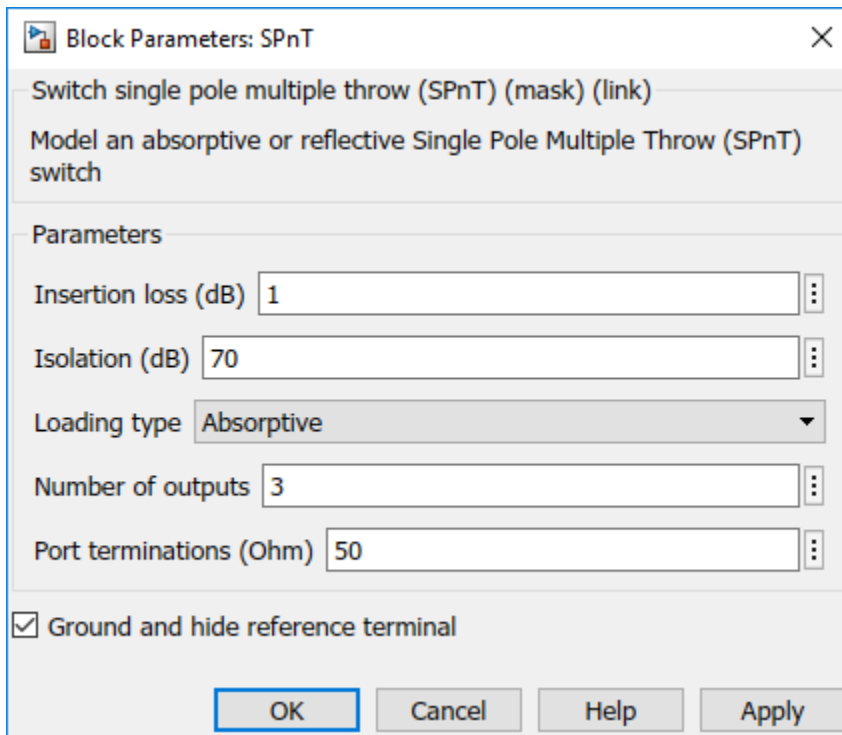 Block Parameters: SPnT
Switch single pole multiple throw (SPnT) (mask) (link)
Model an absorptive or reflective Single Pole Multiple Throw (SPnT)
switch
Parameters
Insertion loss (dB) 1
Isolation (dB) 70
Loading type Absorptive
Number of outputs 3
Port terminations (Ohm) 50
Ground and hide reference terminal
OK Cancel Help Apply